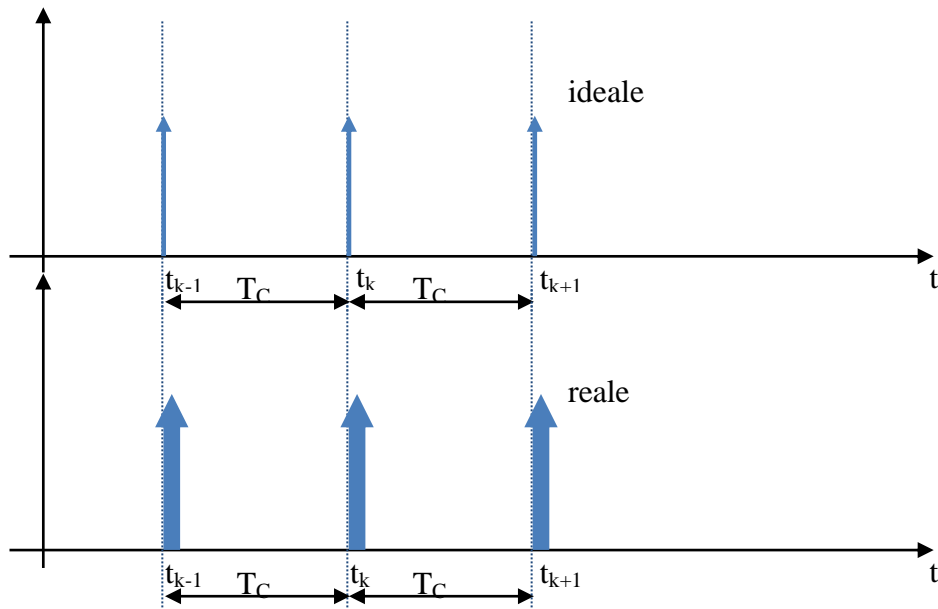 ideale
t_{k-1} t_k t_{k+1} t
T_C T_C
reale
t_{k-1} t_k t_{k+1} t
T_C T_C